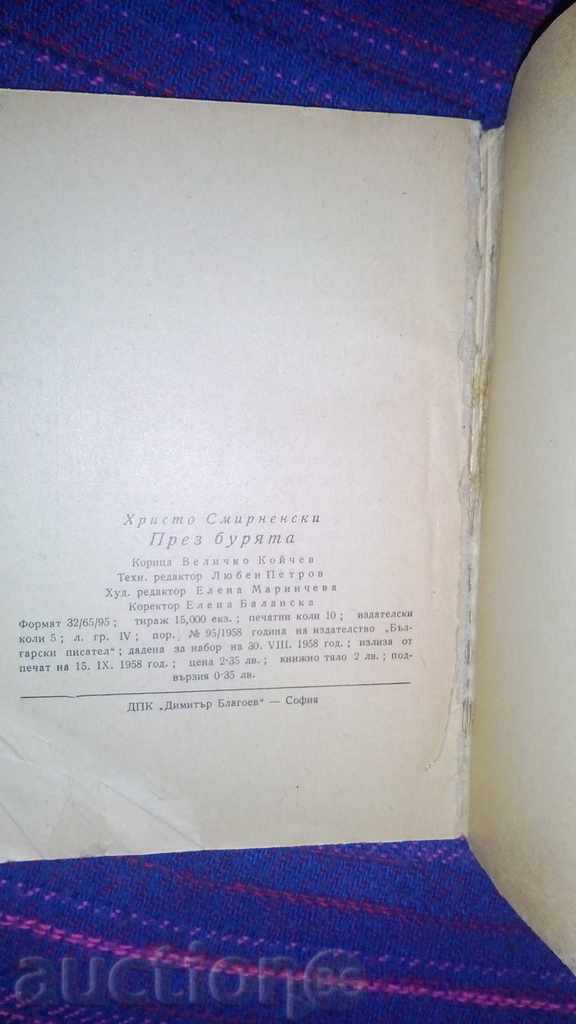 Христо Смирненски
През бурята
Корица Величко Койчев
Техн. редактор Любен Петров
Худ. редактор Елена Маринчева
Коректор Елена Баланска
Формат 32/65/95; тираж 15,000 екз.; печатни коли 10; издателски
коли 5; л. гр. IV; пор. № 95/1958 година на издателство „Бъл-
гарски писател“; дадена за набор на 30. VIII. 1958 год.; излиза от
печат на 15. IX. 1958 год.; цена 2·35 лв.; книжно тяло 2 лв.; под-
вързия 0·35 лв.
ДПК „Димитър Благоев“ — София
auction